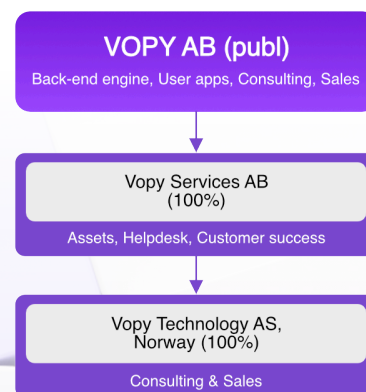 VOPY AB (publ)
Back-end engine, User apps, Consulting, Sales
Vopy Services AB
(100%)
Assets, Helpdesk, Customer success
Vopy Technology AS,
Norway (100%)
Consulting & Sales